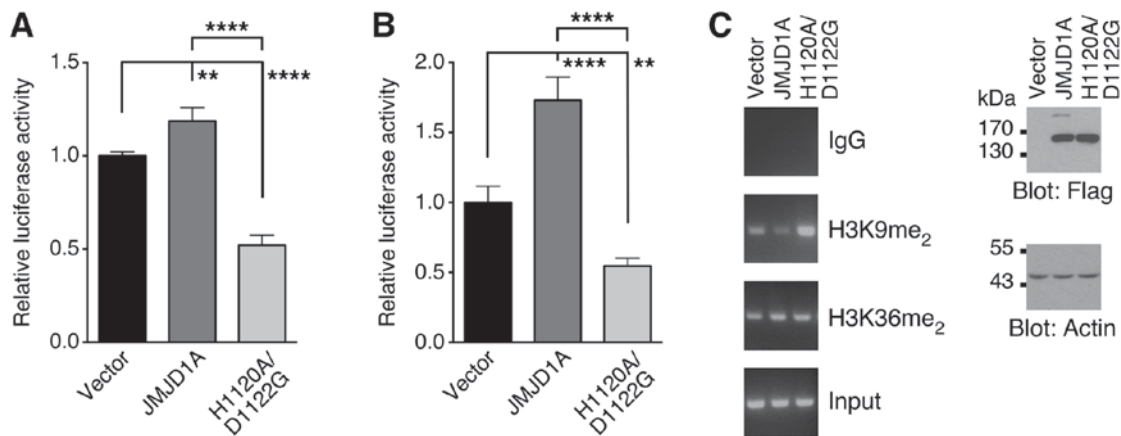 A
****
**
****
Relative luciferase activity
1.5
1.0
0.5
0.0
Vector
JMJD1A
H1120A/
D1122G
B
****
****
**
Relative luciferase activity
2.0
1.5
1.0
0.5
0.0
Vector
JMJD1A
H1120A/
D1122G
C
Vector
JMJD1A
H1120A/
D1122G
IgG
H3K9me₂
H3K36me₂
Input
Vector
JMJD1A
H1120A/
D1122G
kDa
170
130
Blot: Flag
55
43
Blot: Actin